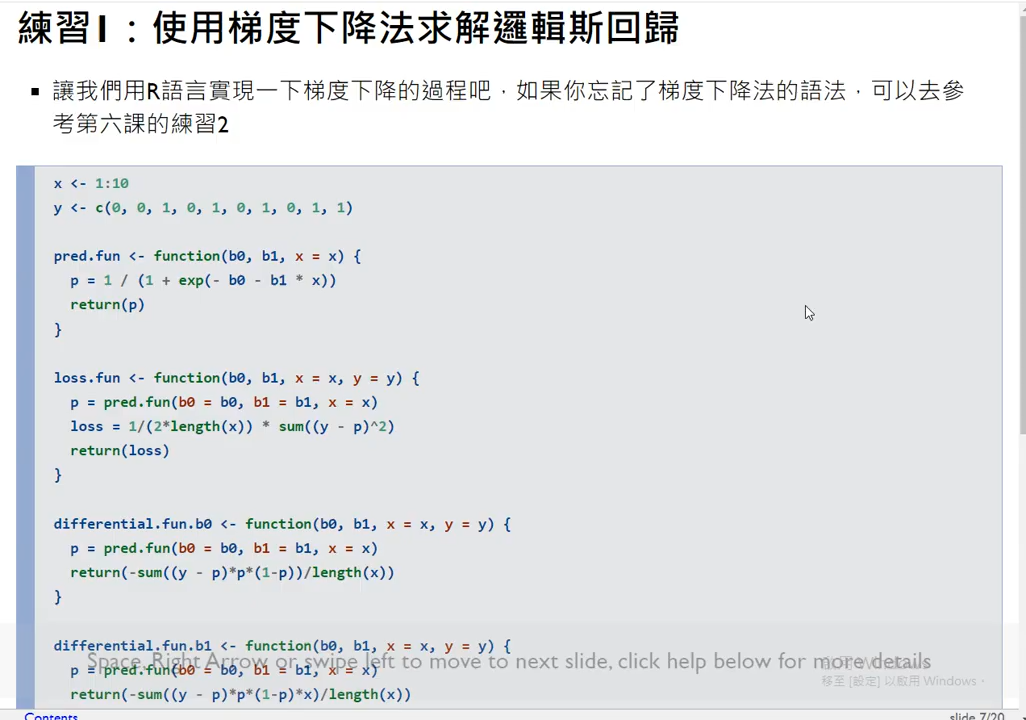 練習1：使用梯度下降法求解邏輯斯回歸
讓我們用R語言實現一下梯度下降的過程吧，如果你忘記了梯度下降法的語法，可以去參
考第六課的練習2
x <- 1:10
y <- c(0, 0, 1, 0, 1, 0, 1, 0, 1, 1)
pred.fun <- function(b0, b1, x = x) {
p = 1 / (1 + exp(- b0 - b1 * x))
return(p)
}
loss.fun <- function(b0, b1, x = x, y = y) {
p = pred.fun(b0 = b0, b1 = b1, x = x)
loss = 1/(2*length(x)) * sum((y - p)^2)
return(loss)
}
differential.fun.b0 <- function(b0, b1, x = x, y = y) {
p = pred.fun(b0 = b0, b1 = b1, x = x)
return(-sum((y - p)*p*(1-p))/length(x))
}
differential.fun.b1 <- function(b0, b1, x = x, y = y) {
Space, Right Arrow or swipe left to move to next slide, click help below for more details
啟用 Windows
p = pred.fun(b0 = b0, b1 = b1, x = x)
移至 [設定] 以啟用 Windows。
return(-sum((y - p)*p*(1-p)*x)/length(x))
Contents
slide 7/20